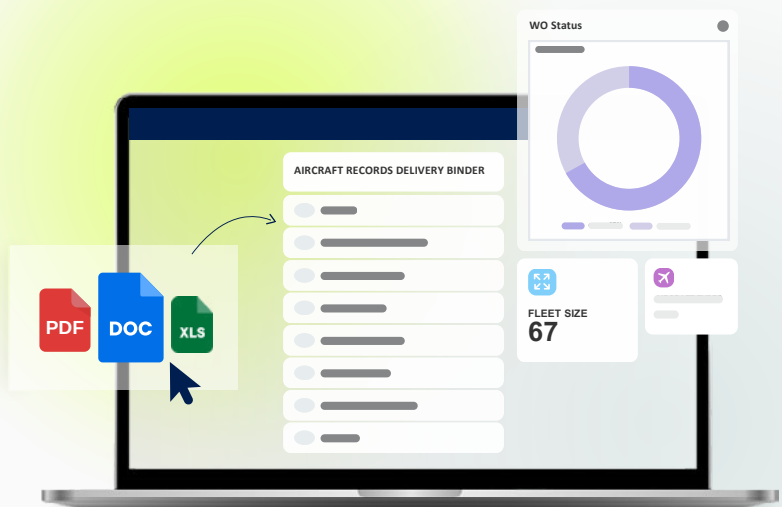 WO Status
AIRCRAFT RECORDS DELIVERY BINDER
PDF
DOC
XLS
FLEET SIZE
67